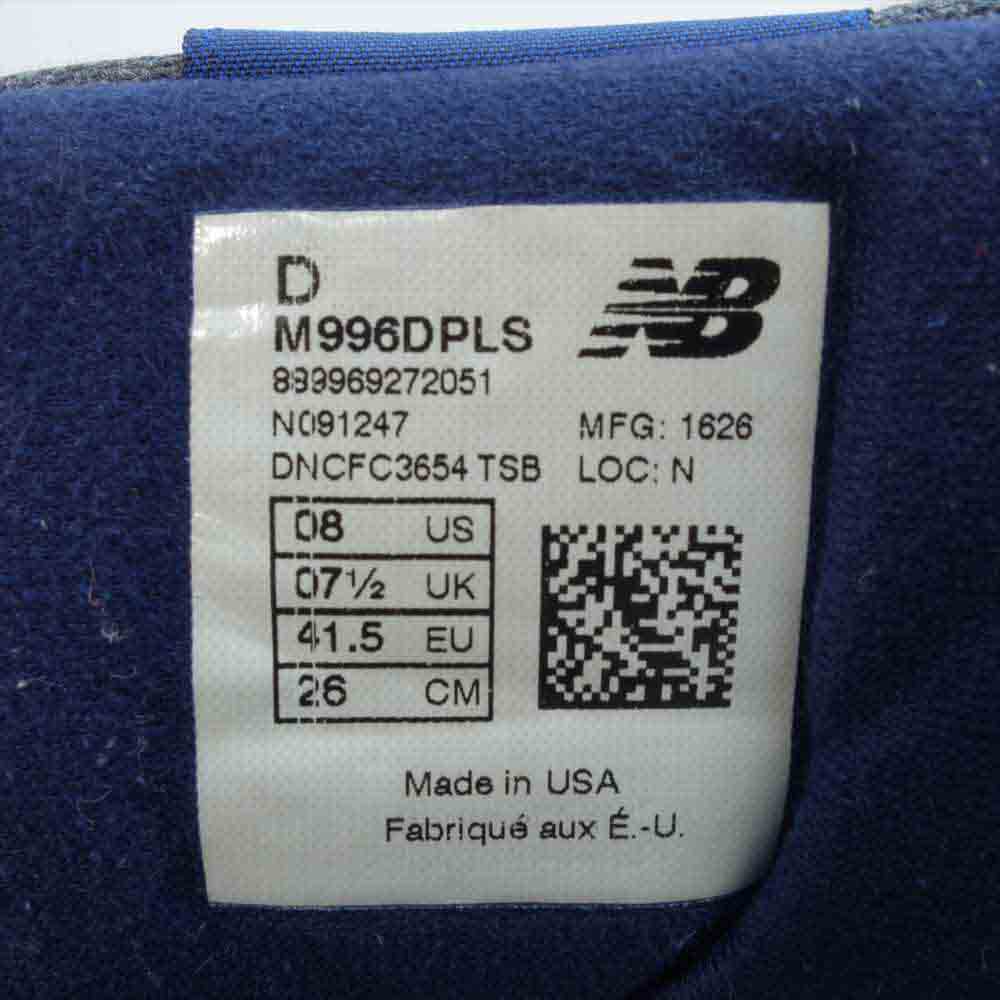 D
NB
M996DPLS
889969272051
N091247 MFG: 1626
DNCFC3654 TSB LOC: N
08 US
07½ UK
41.5 EU
26 CM
Made in USA
Fabriqué aux É.-U.